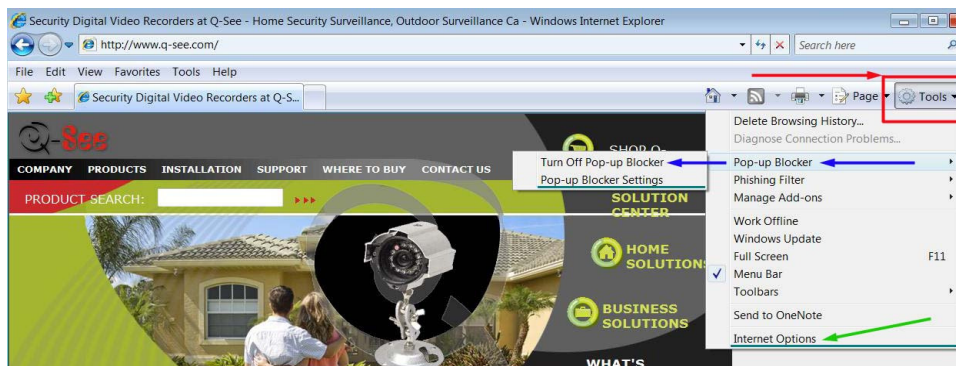 Security Digital Video Recorders at Q-See - Home Security Surveillance, Outdoor Surveillance Ca - Windows Internet Explorer
http://www.q-see.com/
Search here
File Edit View Favorites Tools Help
Security Digital Video Recorders at Q-S...
Page
Tools
Q-See
SHOP Q-
COMPANY PRODUCTS INSTALLATION SUPPORT WHERE TO BUY CONTACT US
PRODUCT SEARCH:
SOLUTION
CENTER
HOME
SOLUTIONS
BUSINESS
SOLUTIONS
WHAT'S
Turn Off Pop-up Blocker
Pop-up Blocker Settings
Delete Browsing History...
Diagnose Connection Problems...
Pop-up Blocker
Phishing Filter
Manage Add-ons
Work Offline
Windows Update
Full Screen F11
Menu Bar
Toolbars
Send to OneNote
Internet Options